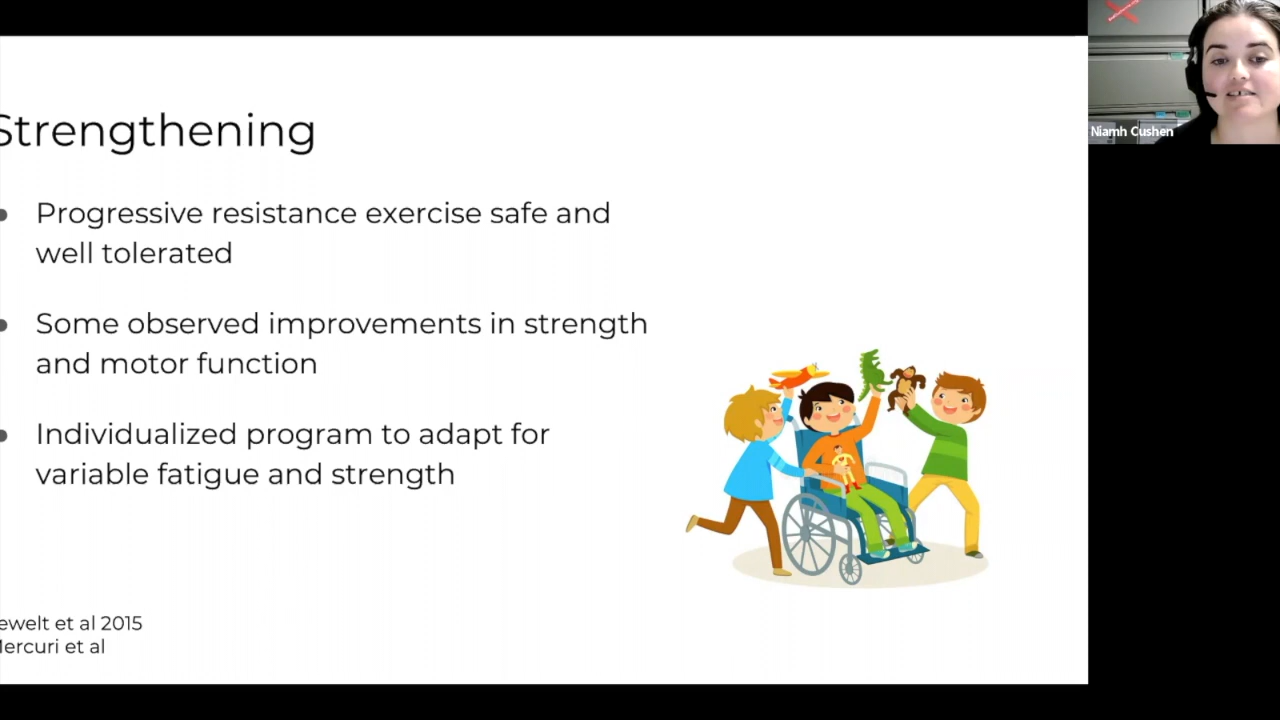 Strengthening
Progressive resistance exercise safe and
well tolerated
Some observed improvements in strength
and motor function
Individualized program to adapt for
variable fatigue and strength
ewelt et al 2015
Mercuri et al
Niamh Cushen